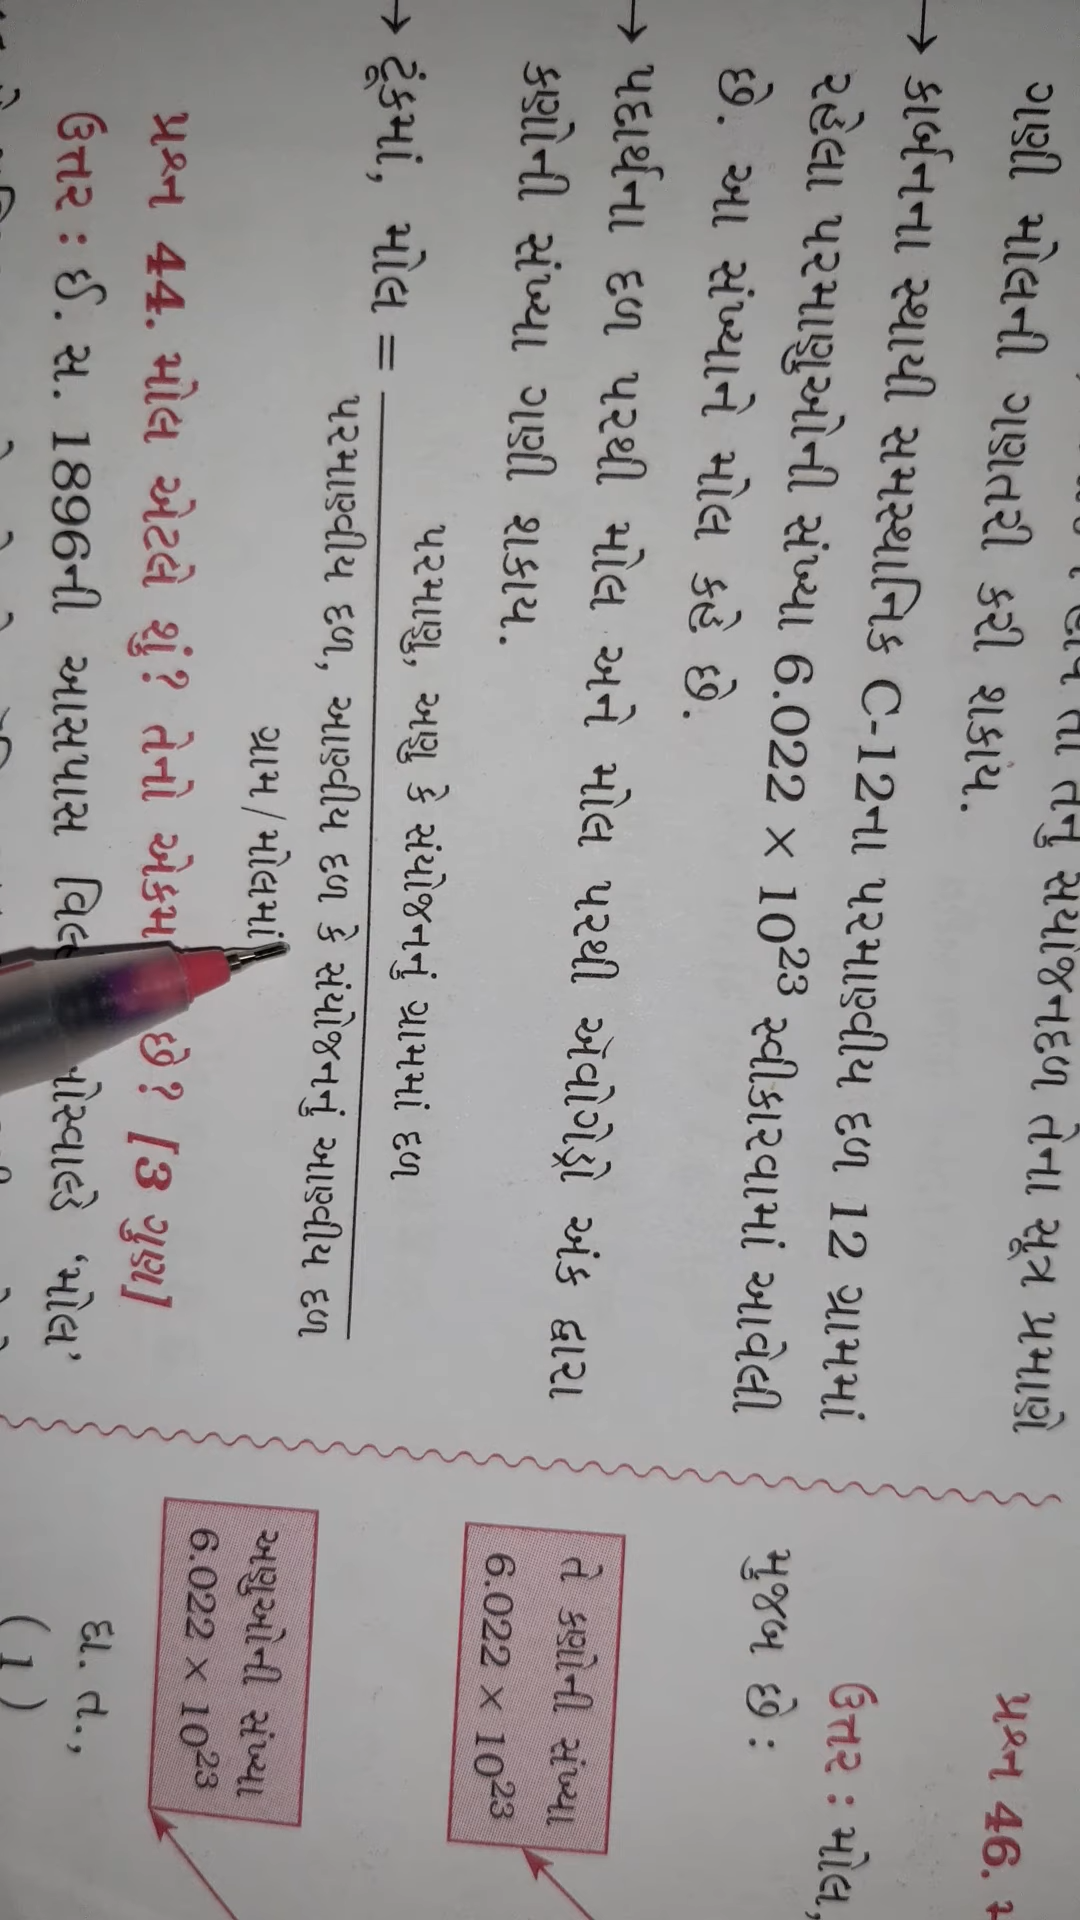 સંયોજનદળ તેના સૂત્ર પ્રમાણે
ગણી મોલની ગણતરી કરી શકાય.
→ કાર્બનના સ્થાયી સમસ્થાનિક C-12ના પરમાણ્વીય દળ 12 ગ્રામમાં
રહેલા પરમાણુઓની સંખ્યા 6.022 × 10²³ સ્વીકારવામાં આવેલી
છે. આ સંખ્યાને મોલ કહે છે.
→ પદાર્થના દળ પરથી મોલ અને મોલ પરથી ઍવોગેડ્રો અંક દ્વારા
કણોની સંખ્યા ગણી શકાય.
પરમાણુ, અણુ કે સંયોજનનું ગ્રામમાં દળ
→ ટૂંકમાં, મોલ =
પરમાણ્વીય દળ, આણ્વીય દળ કે સંયોજનનું આણ્વીય દળ
ગ્રામ/મોલમાં
પ્રશ્ન 44. મોલ એટલે શું? તેનો એકમ છે? [3 ગુણ]
ઉત્તર : ઈ. સ. 1896ની આસપાસ ‘મોલ’
પ્રશ્ન 46.
ઉત્તર : મોલ,
મુજબ છે :
તે કણોની સંખ્યા
6.022 × 10²³
અણુઓની સંખ્યા
6.022 × 10²³
દા. ત.,
(1)